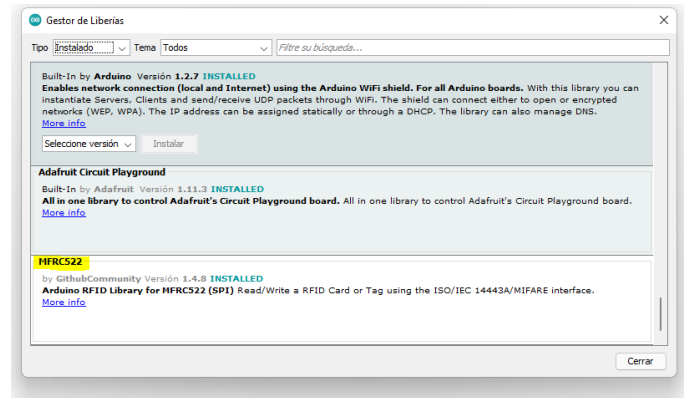 Gestor de Liberías
Tipo Instalado Tema Todos Filtre su búsqueda...
Built-In by Arduino Versión 1.2.7 INSTALLED
Enables network connection (local and Internet) using the Arduino WiFi shield. For all Arduino boards. With this library you can
instantiate Servers, Clients and send/receive UDP packets through WiFi. The shield can connect either to open or encrypted
networks (WEP, WPA). The IP address can be assigned statically or through a DHCP. The library can also manage DNS.
More info
Seleccione versión Instalar
Adafruit Circuit Playground
Built-In by Adafruit Versión 1.11.3 INSTALLED
All in one library to control Adafruit's Circuit Playground board. All in one library to control Adafruit's Circuit Playground board.
More info
MFRC522
by GithubCommunity Versión 1.4.8 INSTALLED
Arduino RFID Library for MFRC522 (SPI) Read/Write a RFID Card or Tag using the ISO/IEC 14443A/MIFARE interface.
More info
Cerrar